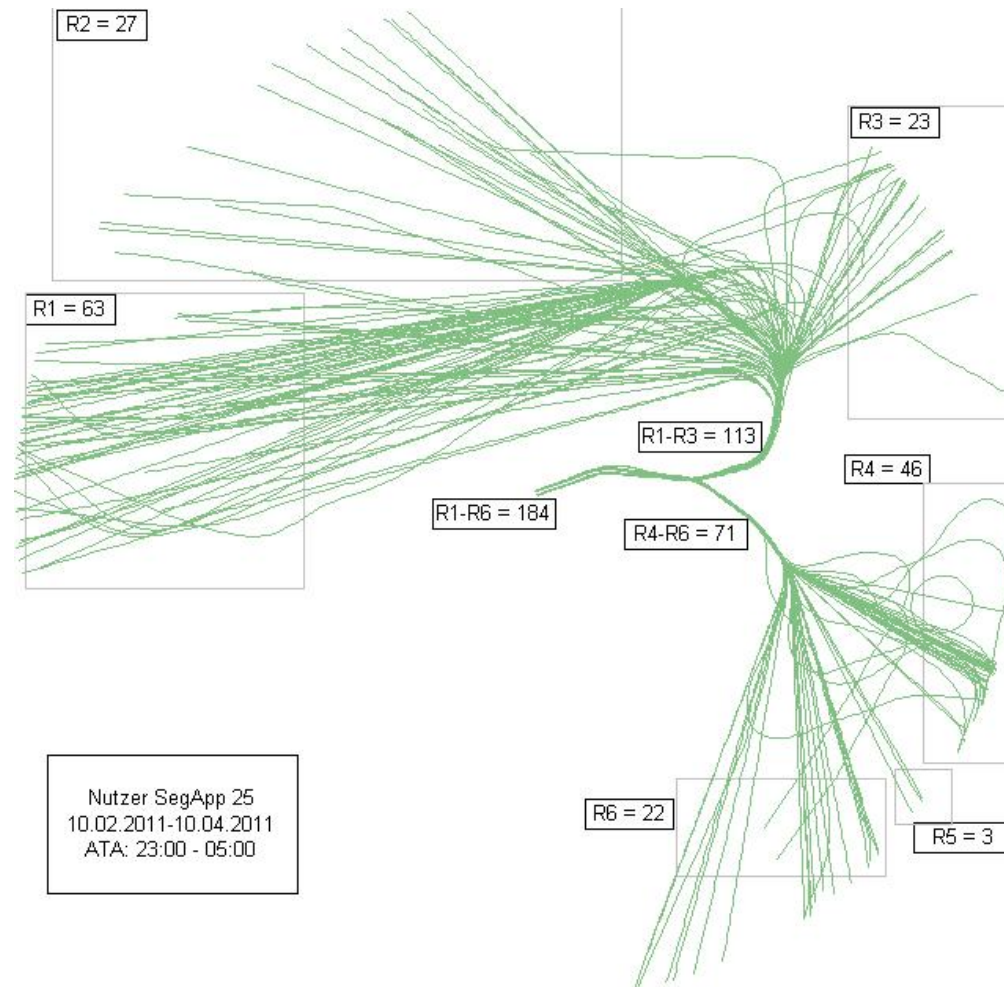 R2 = 27
R3 = 23
R1 = 63
R1-R3 = 113
R4 = 46
R1-R6 = 184
R4-R6 = 71
Nutzer SegApp 25
10.02.2011-10.04.2011
ATA: 23:00 - 05:00
R6 = 22
R5 = 3